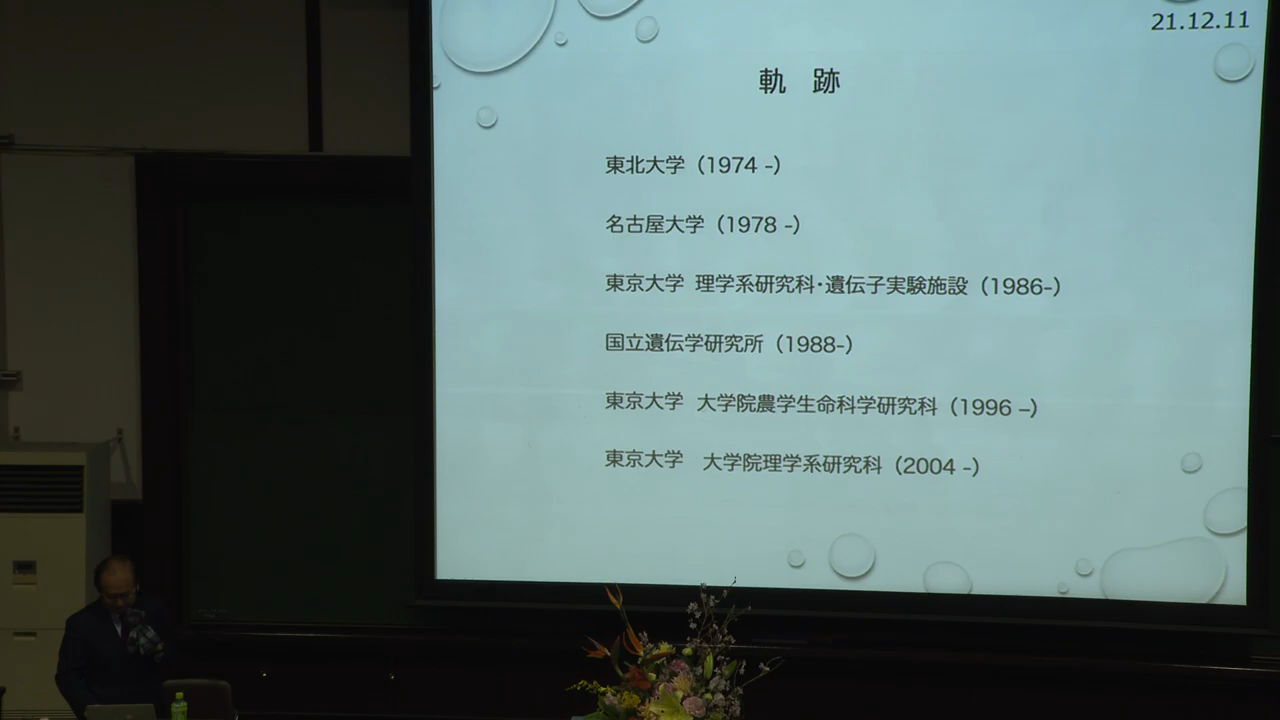 21.12.11
軌 跡
東北大学（1974 -）
名古屋大学（1978 -）
東京大学 理学系研究科・遺伝子実験施設（1986-）
国立遺伝学研究所（1988-）
東京大学 大学院農学生命科学研究科（1996 –）
東京大学 大学院理学系研究科（2004 -）